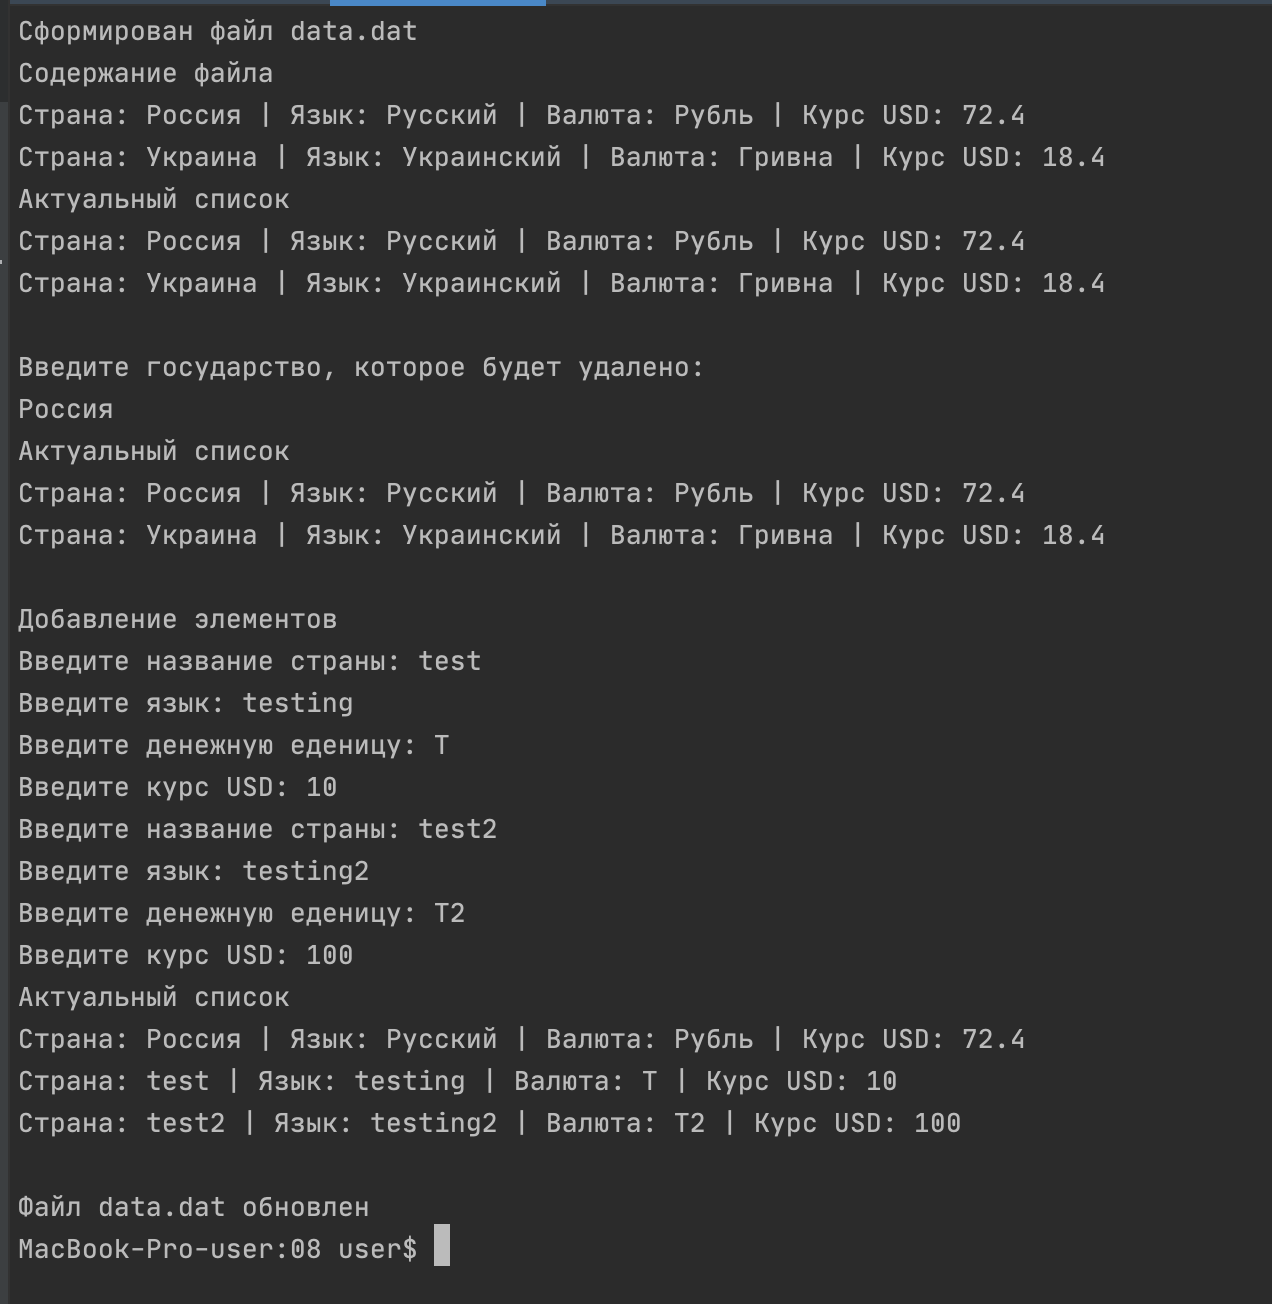 Сформирован файл data.dat
Содержание файла
Страна: Россия | Язык: Русский | Валюта: Рубль | Курс USD: 72.4
Страна: Украина | Язык: Украинский | Валюта: Гривна | Курс USD: 18.4
Актуальный список
Страна: Россия | Язык: Русский | Валюта: Рубль | Курс USD: 72.4
Страна: Украина | Язык: Украинский | Валюта: Гривна | Курс USD: 18.4
Введите государство, которое будет удалено:
Россия
Актуальный список
Страна: Россия | Язык: Русский | Валюта: Рубль | Курс USD: 72.4
Страна: Украина | Язык: Украинский | Валюта: Гривна | Курс USD: 18.4
Добавление элементов
Введите название страны: test
Введите язык: testing
Введите денежную еденицу: T
Введите курс USD: 10
Введите название страны: test2
Введите язык: testing2
Введите денежную еденицу: T2
Введите курс USD: 100
Актуальный список
Страна: Россия | Язык: Русский | Валюта: Рубль | Курс USD: 72.4
Страна: test | Язык: testing | Валюта: T | Курс USD: 10
Страна: test2 | Язык: testing2 | Валюта: T2 | Курс USD: 100
Файл data.dat обновлен
MacBook-Pro-user:08 user$